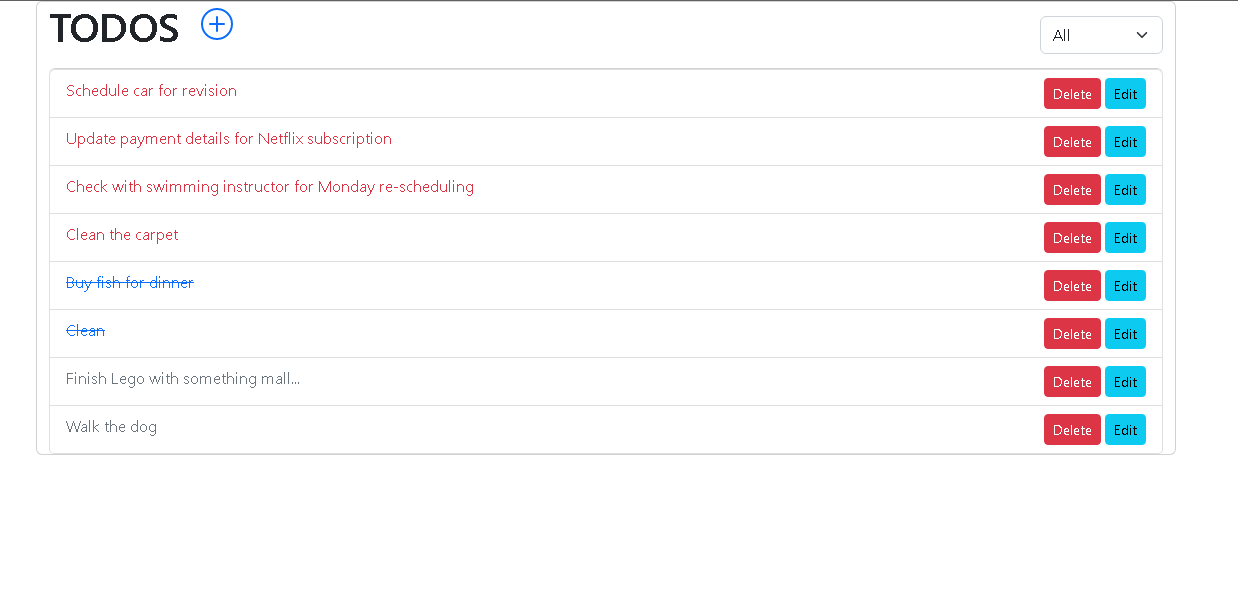 TODOS
All
Schedule car for revision Delete Edit
Update payment details for Netflix subscription Delete Edit
Check with swimming instructor for Monday re-scheduling Delete Edit
Clean the carpet Delete Edit
Buy fish for dinner Delete Edit
Clean Delete Edit
Finish Lego with something mall... Delete Edit
Walk the dog Delete Edit